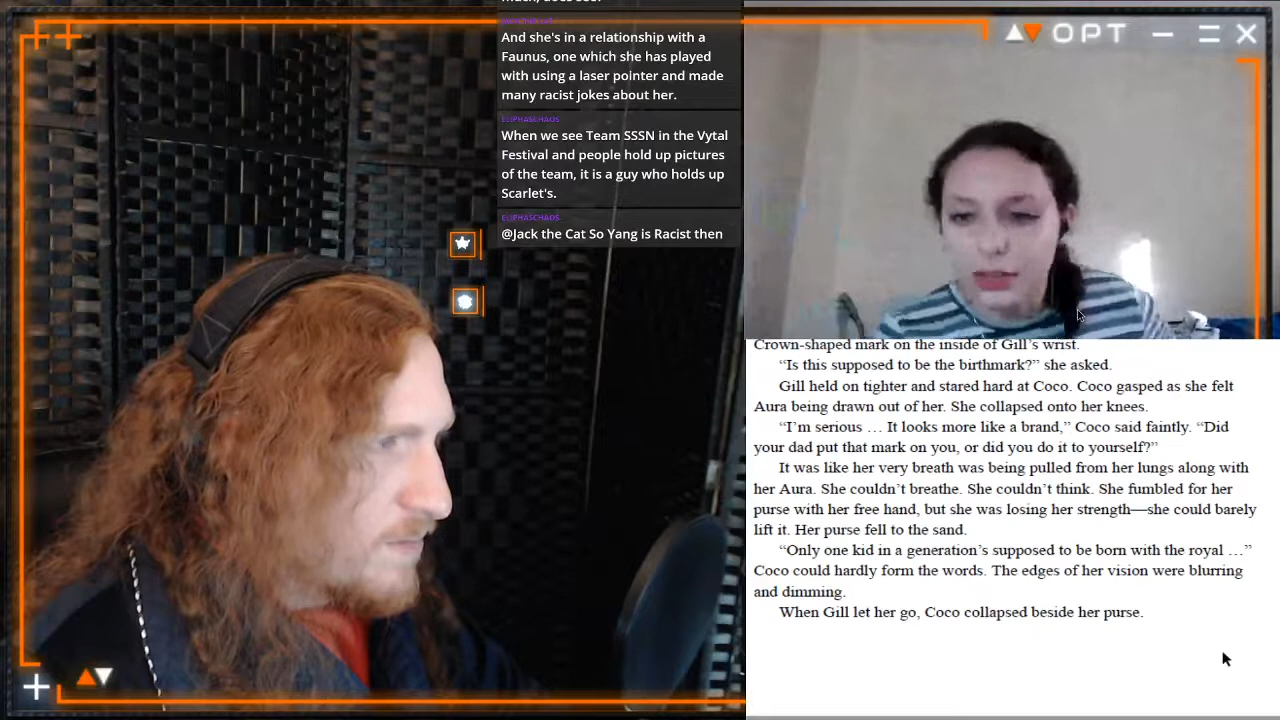 And she's in a relationship with a
Faunus, one which she has played
with using a laser pointer and made
many racist jokes about her.
ELIPHASCHAOS
When we see Team SSSN in the Vytal
Festival and people hold up pictures
of the team, it is a guy who holds up
Scarlet's.
ELIPHASCHAOS
@Jack the Cat So Yang is Racist then
OPT
Crown-shaped mark on the inside of Gill's wrist.
“Is this supposed to be the birthmark?” she asked.
Gill held on tighter and stared hard at Coco. Coco gasped as she felt
Aura being drawn out of her. She collapsed onto her knees.
“I'm serious … It looks more like a brand,” Coco said faintly. “Did
your dad put that mark on you, or did you do it to yourself?”
It was like her very breath was being pulled from her lungs along with
her Aura. She couldn't breathe. She couldn't think. She fumbled for her
purse with her free hand, but she was losing her strength—she could barely
lift it. Her purse fell to the sand.
“Only one kid in a generation's supposed to be born with the royal …”
Coco could hardly form the words. The edges of her vision were blurring
and dimming.
When Gill let her go, Coco collapsed beside her purse.